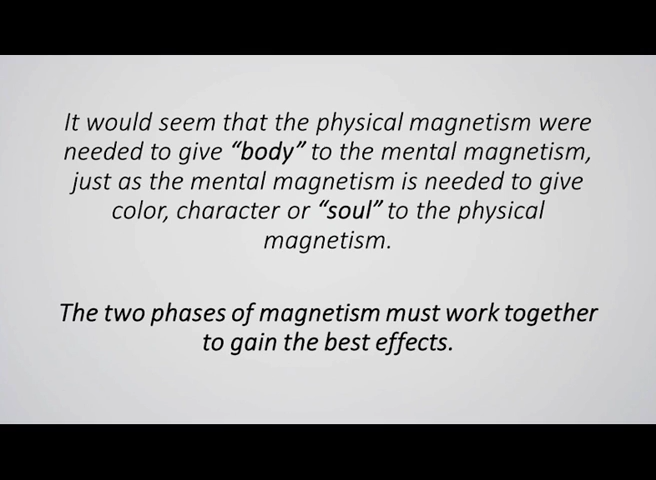 It would seem that the physical magnetism were
needed to give “body” to the mental magnetism,
just as the mental magnetism is needed to give
color, character or “soul” to the physical
magnetism.
The two phases of magnetism must work together
to gain the best effects.